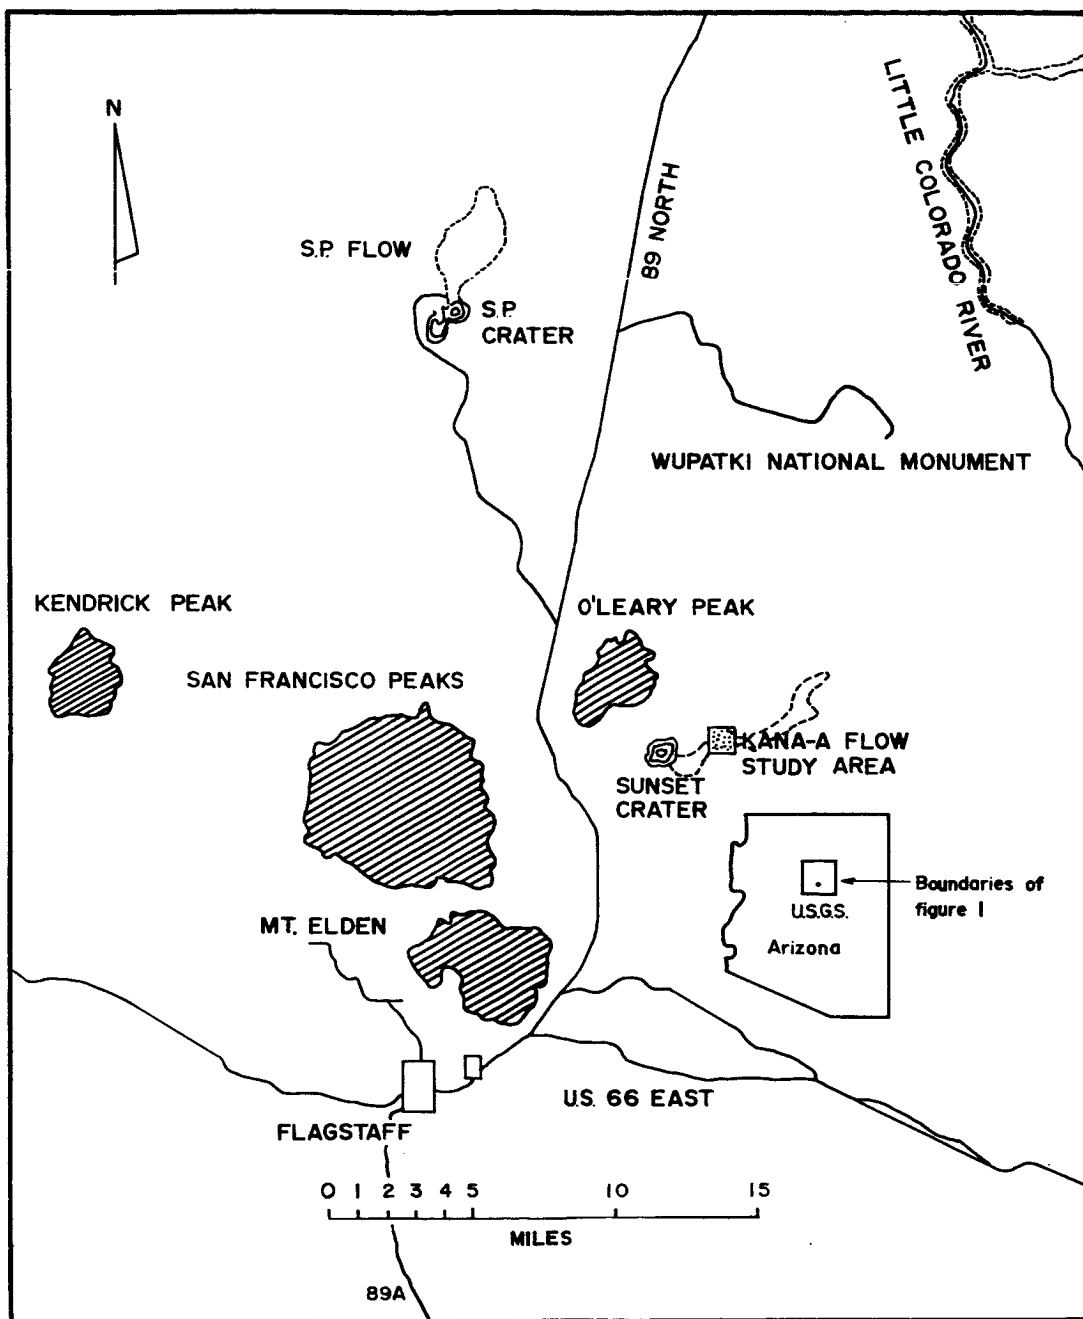 N
LITTLE COLORADO RIVER
89 NORTH
S.P. FLOW
S.P.
CRATER
WUPATKI NATIONAL MONUMENT
KENDRICK PEAK
O'LEARY PEAK
SAN FRANCISCO PEAKS
KANA-A FLOW
STUDY AREA
SUNSET
CRATER
Boundaries of
figure 1
U.S.G.S.
Arizona
MT. ELDEN
U.S. 66 EAST
FLAGSTAFF
0 1 2 3 4 5 10 15
MILES
89A